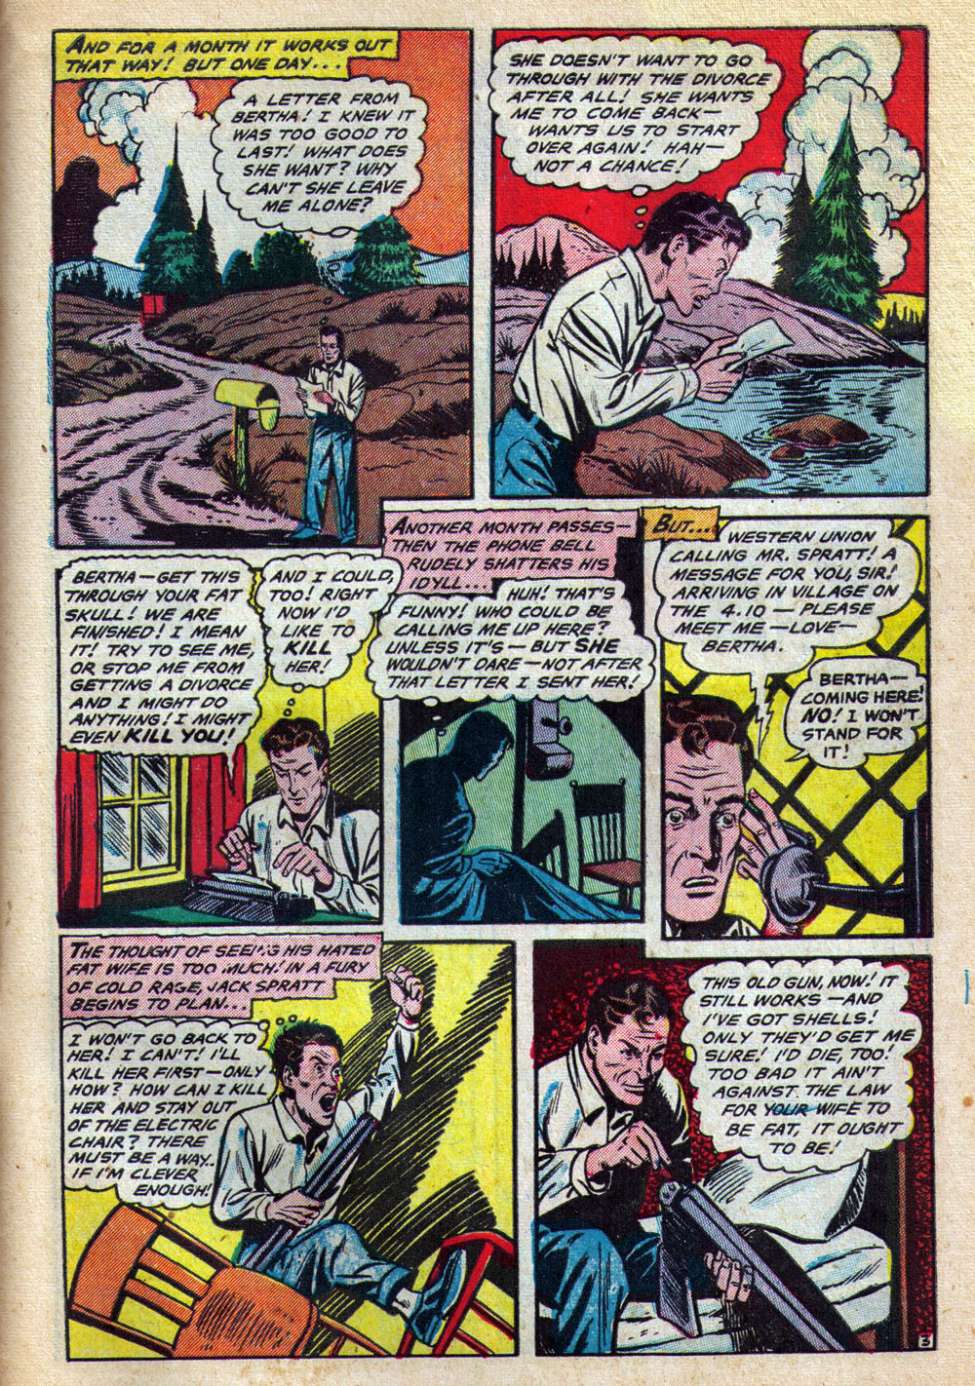 AND FOR A MONTH IT WORKS OUT
THAT WAY! BUT ONE DAY...
A LETTER FROM
BERTHA! I KNEW IT
WAS TOO GOOD TO
LAST! WHAT DOES
SHE WANT? WHY
CAN'T SHE LEAVE
ME ALONE?
SHE DOESN'T WANT TO GO
THROUGH WITH THE DIVORCE
AFTER ALL! SHE WANTS
ME TO COME BACK—
WANTS US TO START
OVER AGAIN! HAH—
NOT A CHANCE!
BERTHA—GET THIS
THROUGH YOUR FAT
SKULL! WE ARE
FINISHED! I MEAN
IT! TRY TO SEE ME,
OR STOP ME FROM
GETTING A DIVORCE
AND I MIGHT DO
ANYTHING! I MIGHT
EVEN KILL YOU!
AND I COULD,
TOO! RIGHT
NOW I'D
LIKE TO
KILL
HER!
ANOTHER MONTH PASSES—
THEN THE PHONE BELL
RUDELY SHATTERS HIS
IDYLL...
HUH! THAT'S
FUNNY! WHO COULD BE
CALLING ME UP HERE?
UNLESS IT'S—BUT SHE
WOULDN'T DARE—NOT AFTER
THAT LETTER I SENT HER!
BUT...
WESTERN UNION
CALLING MR. SPRATT! A
MESSAGE FOR YOU, SIR!
ARRIVING IN VILLAGE ON
THE 4.10—PLEASE
MEET ME—LOVE—
BERTHA.
BERTHA—
COMING HERE!
NO! I WON'T
STAND FOR
IT!
THE THOUGHT OF SEEING HIS HATED
FAT WIFE IS TOO MUCH! IN A FURY
OF COLD RAGE, JACK SPRATT
BEGINS TO PLAN...
I WON'T GO BACK TO
HER! I CAN'T! I'LL
KILL HER FIRST—ONLY
HOW? HOW CAN I KILL
HER AND STAY OUT
OF THE ELECTRIC
CHAIR? THERE
MUST BE A WAY..
IF I'M CLEVER
ENOUGH!
THIS OLD GUN, NOW! IT
STILL WORKS—AND
I'VE GOT SHELLS!
ONLY THEY'D GET ME
SURE! I'D DIE, TOO!
TOO BAD IT AIN'T
AGAINST THE LAW
FOR YOUR WIFE TO
BE FAT, IT OUGHT
TO BE!
3